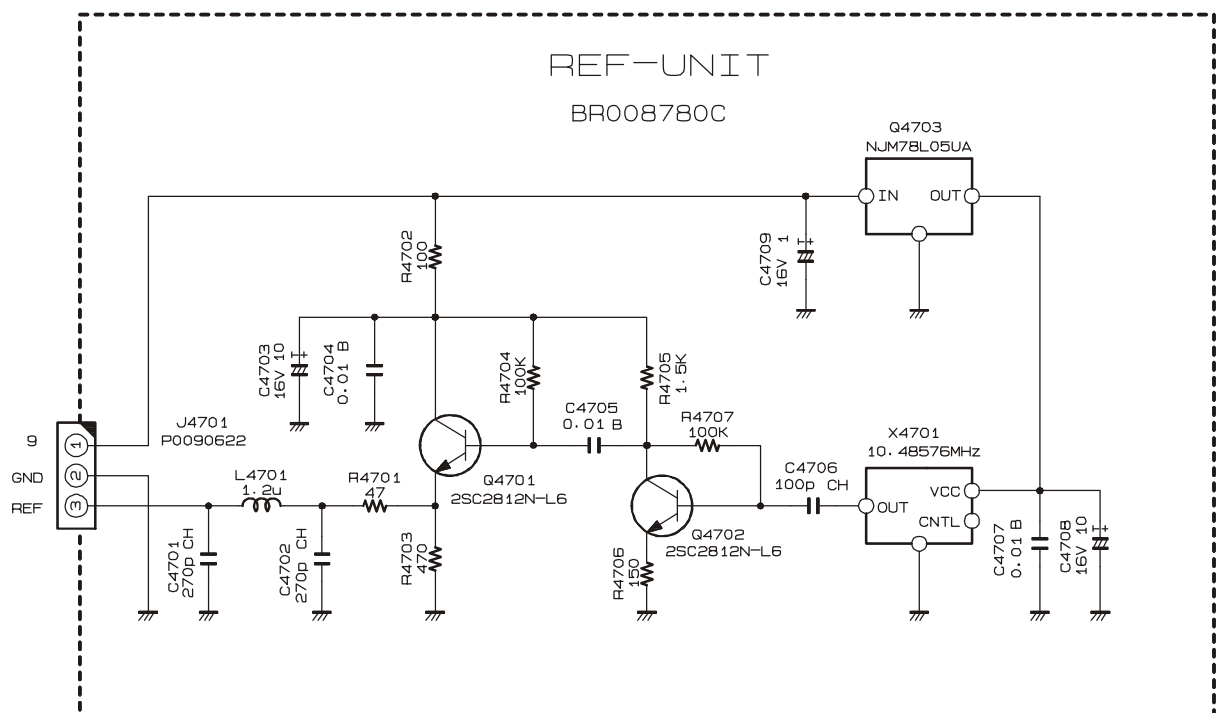 REF-UNIT
BR008780C
Q4703
NJM78L05UA
IN
OUT
R4702
100
C4709
16V 1
+
C4703
16V 10
+
C4704
0.01 B
R4704
100K
R4705
1.5K
C4705
0.01 B
R4707
100K
9
GND
REF
1
2
3
J4701
P0090622
L4701
1.2u
R4701
47
Q4701
2SC2812N-L6
C4706
100p CH
X4701
10.48576MHz
OUT
VCC
CNTL
C4701
270p CH
C4702
270p CH
R4703
470
R4706
150
Q4702
2SC2812N-L6
C4707
0.01 B
C4708
16V 10
+